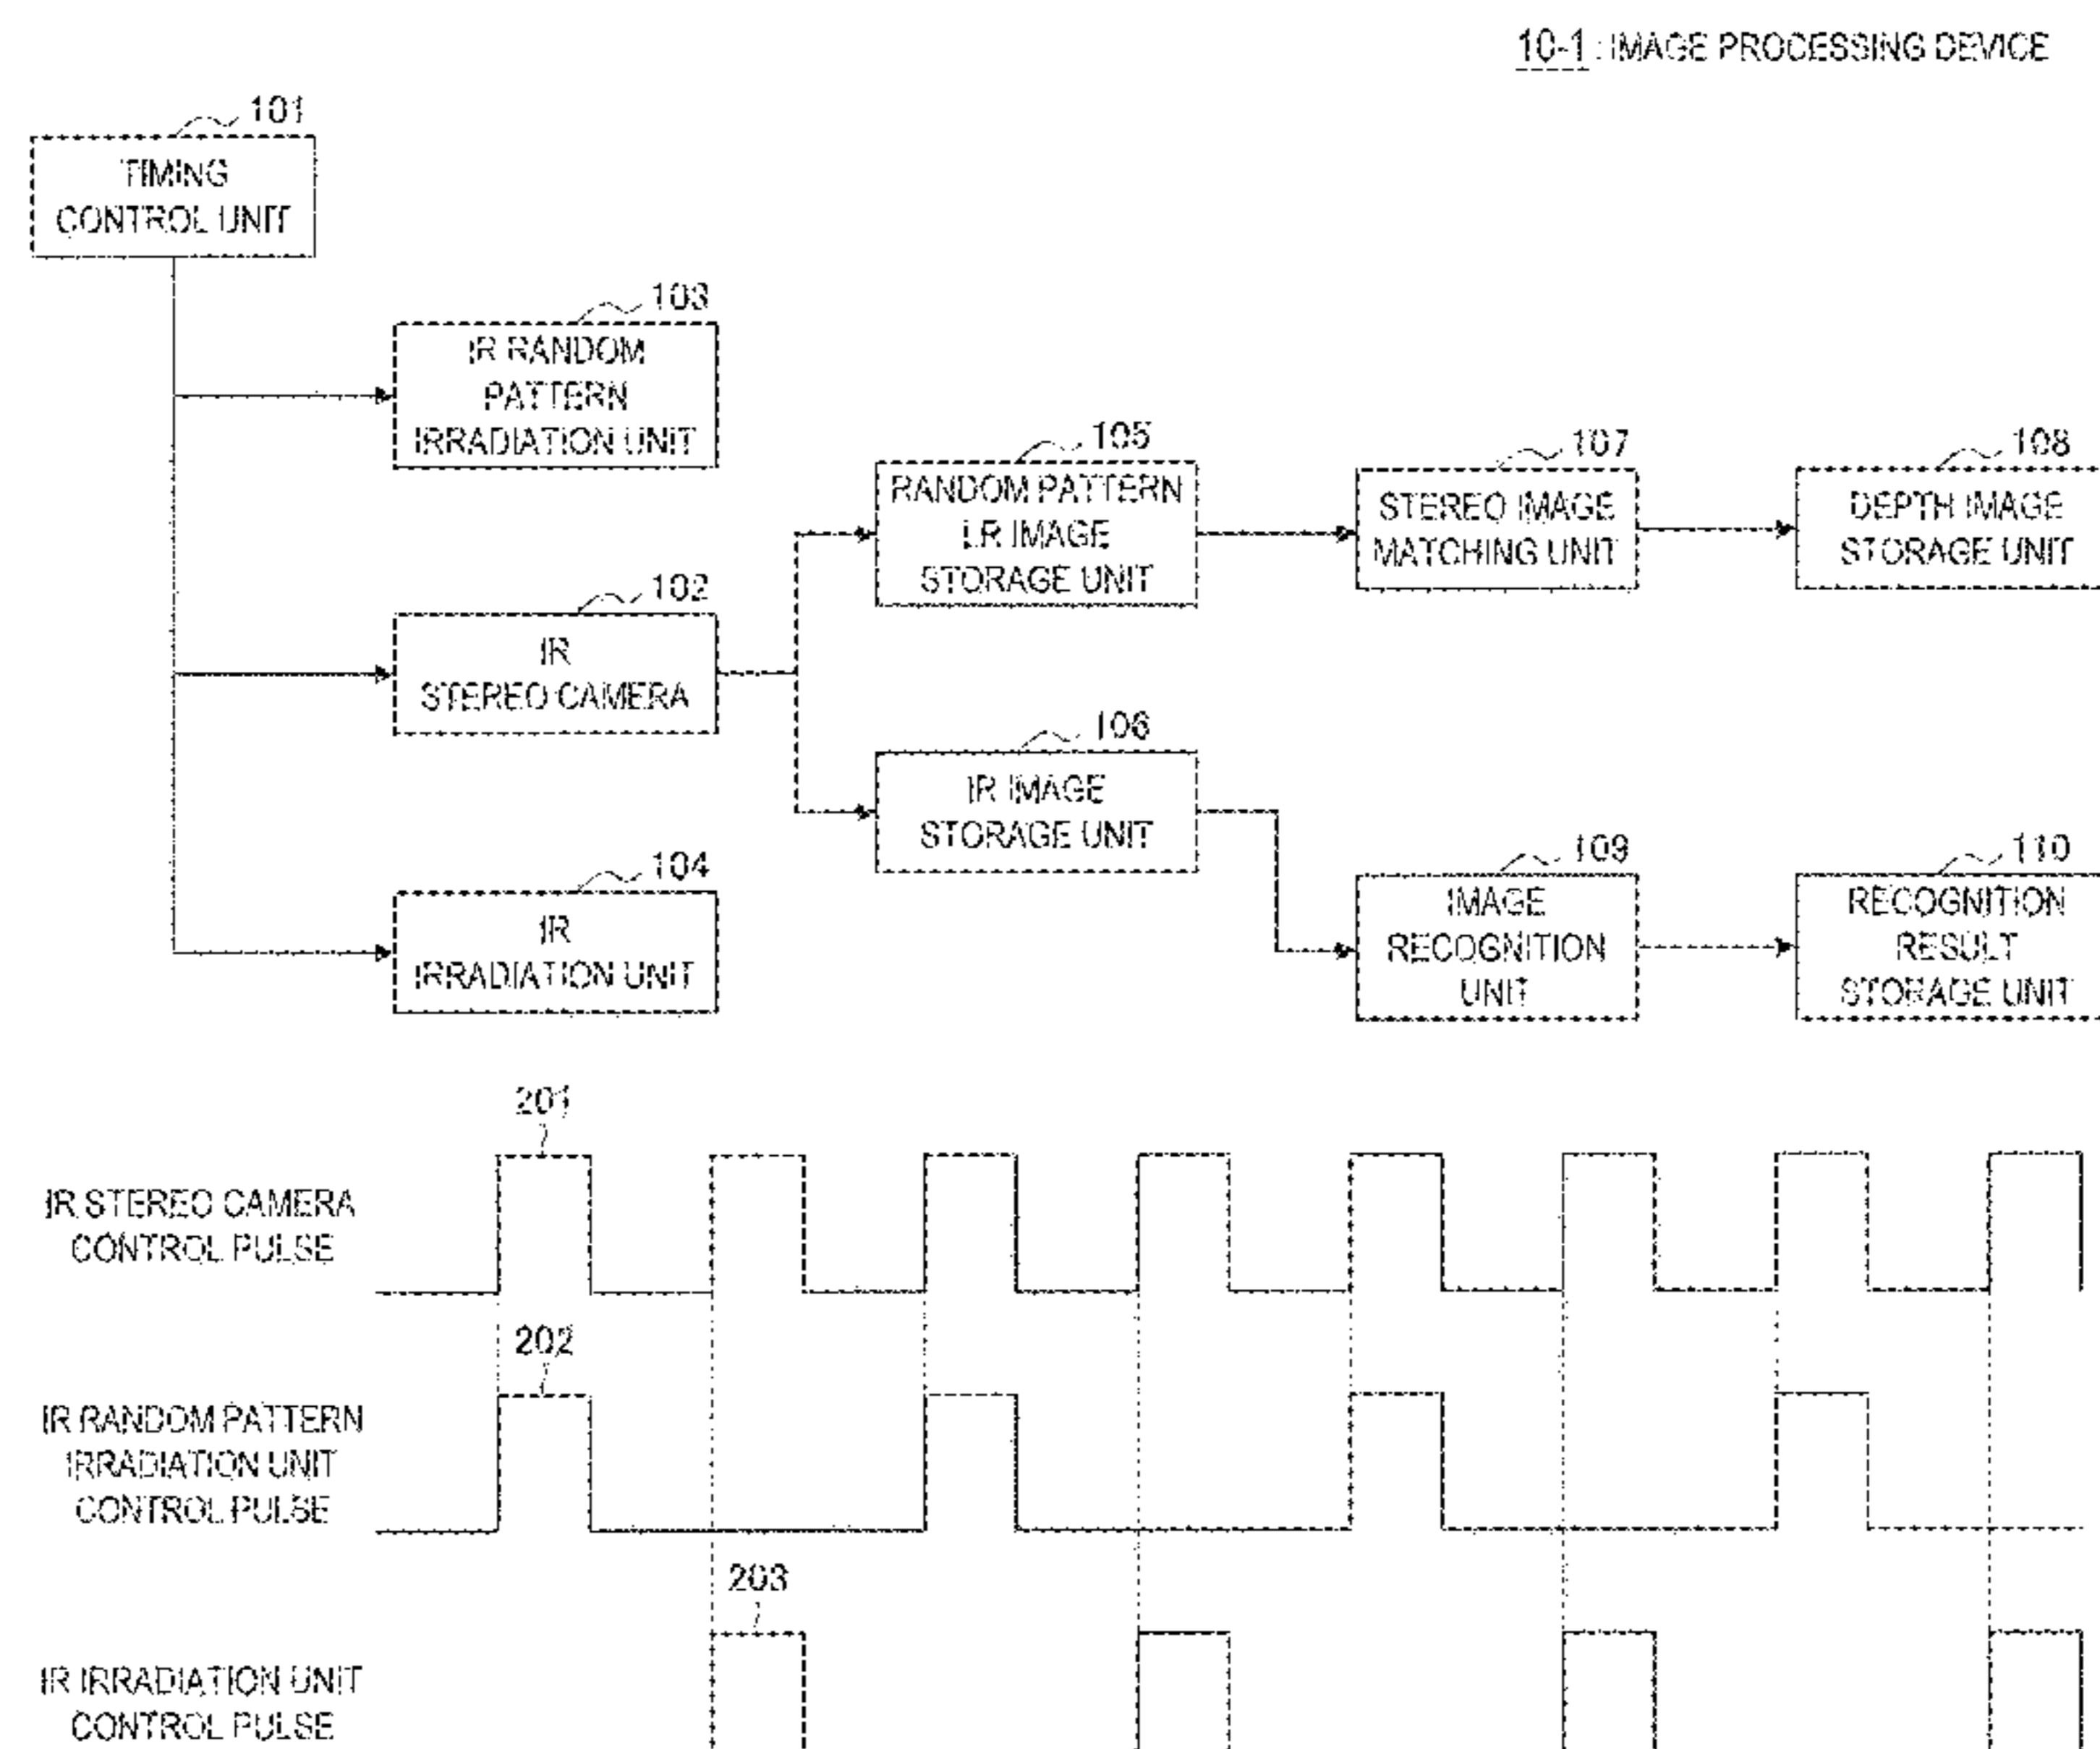 10-1 : IMAGE PROCESSING DEVICE
101
TIMING
CONTROL UNIT
103
IR RANDOM
PATTERN
IRRADIATION UNIT
105
RANDOM PATTERN
LR IMAGE
STORAGE UNIT
107
STEREO IMAGE
MATCHING UNIT
108
DEPTH IMAGE
STORAGE UNIT
102
IR
STEREO CAMERA
106
IR IMAGE
STORAGE UNIT
104
IR
IRRADIATION UNIT
109
IMAGE
RECOGNITION
UNIT
110
RECOGNITION
RESULT
STORAGE UNIT
201
IR STEREO CAMERA
CONTROL PULSE
202
IR RANDOM PATTERN
IRRADIATION UNIT
CONTROL PULSE
203
IR IRRADIATION UNIT
CONTROL PULSE